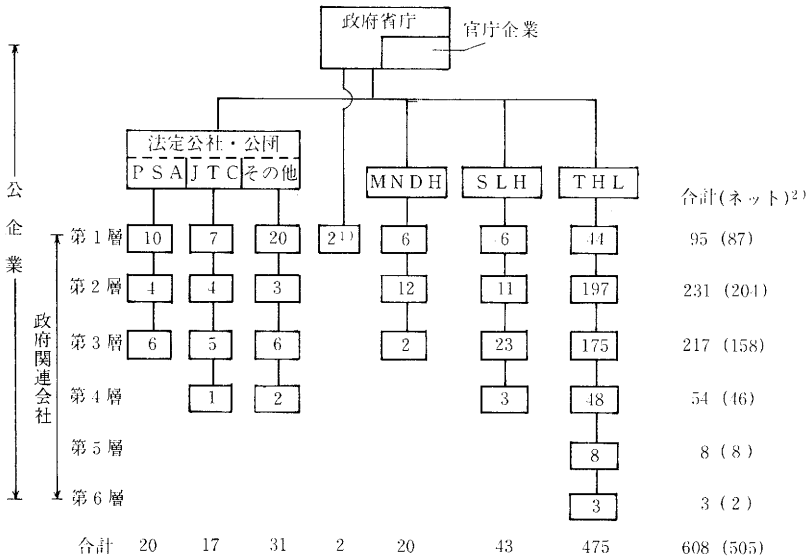 政府省庁
官庁企業
法定公社・公団
PSA JTC その他 MNDH SLH THL
合計(ネット)²⁾
公企業
政府関連会社
第1層 10 7 20 2¹⁾ 6 6 44 95 (87)
第2層 4 4 3 12 11 197 231 (204)
第3層 6 5 6 2 23 175 217 (158)
第4層 1 2 3 48 54 (46)
第5層 8 8 (8)
第6層 3 3 (2)
合計 20 17 31 2 20 43 475 608 (505)